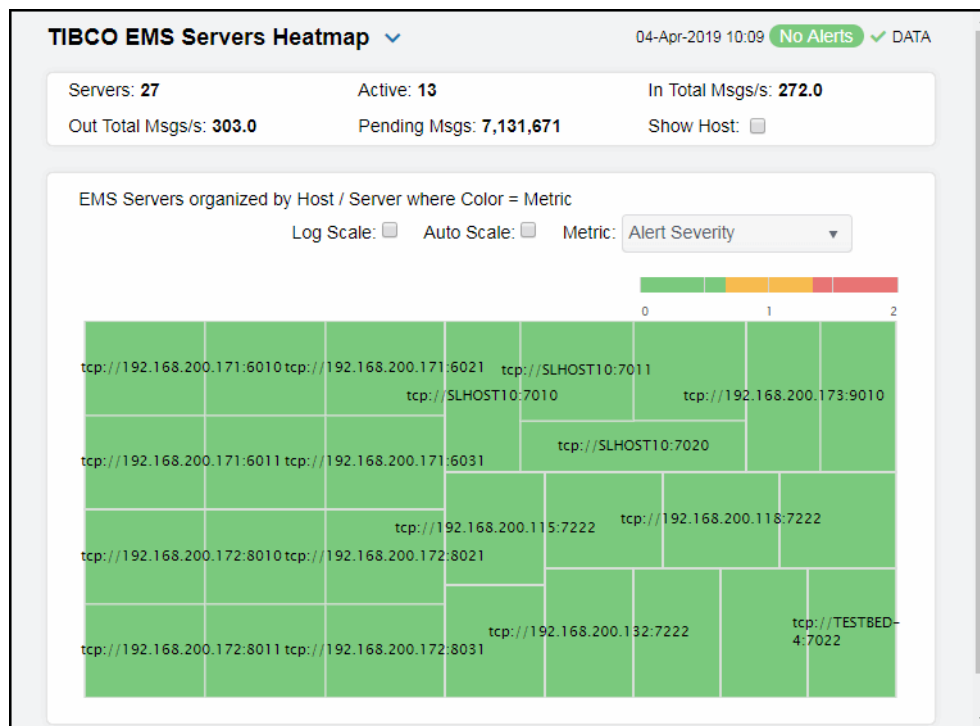 TIBCO EMS Servers Heatmap
04-Apr-2019 10:09 No Alerts DATA
Servers: 27 Active: 13 In Total Msgs/s: 272.0
Out Total Msgs/s: 303.0 Pending Msgs: 7,131,671 Show Host:
EMS Servers organized by Host / Server where Color = Metric
Log Scale: Auto Scale: Metric: Alert Severity
0 1 2
tcp://192.168.200.171:6010 tcp://192.168.200.171:6021 tcp://SLHOST10:7011
tcp://SLHOST10:7010 tcp://192.168.200.173:9010
tcp://SLHOST10:7020
tcp://192.168.200.171:6011 tcp://192.168.200.171:6031
tcp://192.168.200.115:7222 tcp://192.168.200.118:7222
tcp://192.168.200.172:8010 tcp://192.168.200.172:8021
tcp://192.168.200.132:7222 tcp://TESTBED-
4:7022
tcp://192.168.200.172:8011 tcp://192.168.200.172:8031